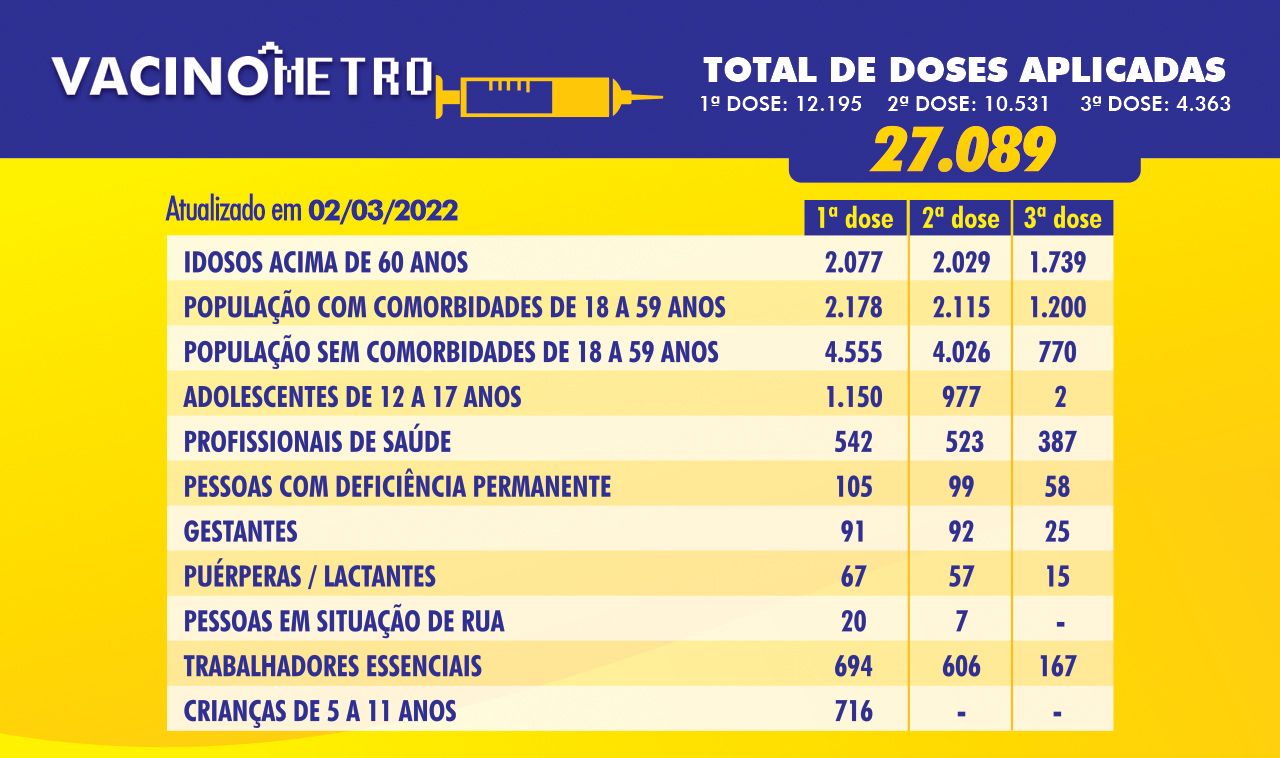 VACINÔMETRO
TOTAL DE DOSES APLICADAS
1ª DOSE: 12.195 2ª DOSE: 10.531 3ª DOSE: 4.363
27.089
Atualizado em 02/03/2022
1ª dose 2ª dose 3ª dose
IDOSOS ACIMA DE 60 ANOS 2.077 2.029 1.739
POPULAÇÃO COM COMORBIDADES DE 18 A 59 ANOS 2.178 2.115 1.200
POPULAÇÃO SEM COMORBIDADES DE 18 A 59 ANOS 4.555 4.026 770
ADOLESCENTES DE 12 A 17 ANOS 1.150 977 2
PROFISSIONAIS DE SAÚDE 542 523 387
PESSOAS COM DEFICIÊNCIA PERMANENTE 105 99 58
GESTANTES 91 92 25
PUÉRPERAS / LACTANTES 67 57 15
PESSOAS EM SITUAÇÃO DE RUA 20 7 -
TRABALHADORES ESSENCIAIS 694 606 167
CRIANÇAS DE 5 A 11 ANOS 716 - -